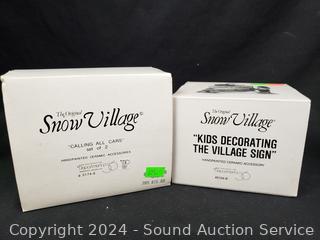 The Original
Snow Village
"CALLING ALL CARS"
set of 2
HANDPAINTED CERAMIC ACCESSORIES
The Original
Snow Village
"KIDS DECORATING
THE VILLAGE SIGN"
HANDPAINTED CERAMIC ACCESSORY
Copyright 2024 - Sound Auction Service